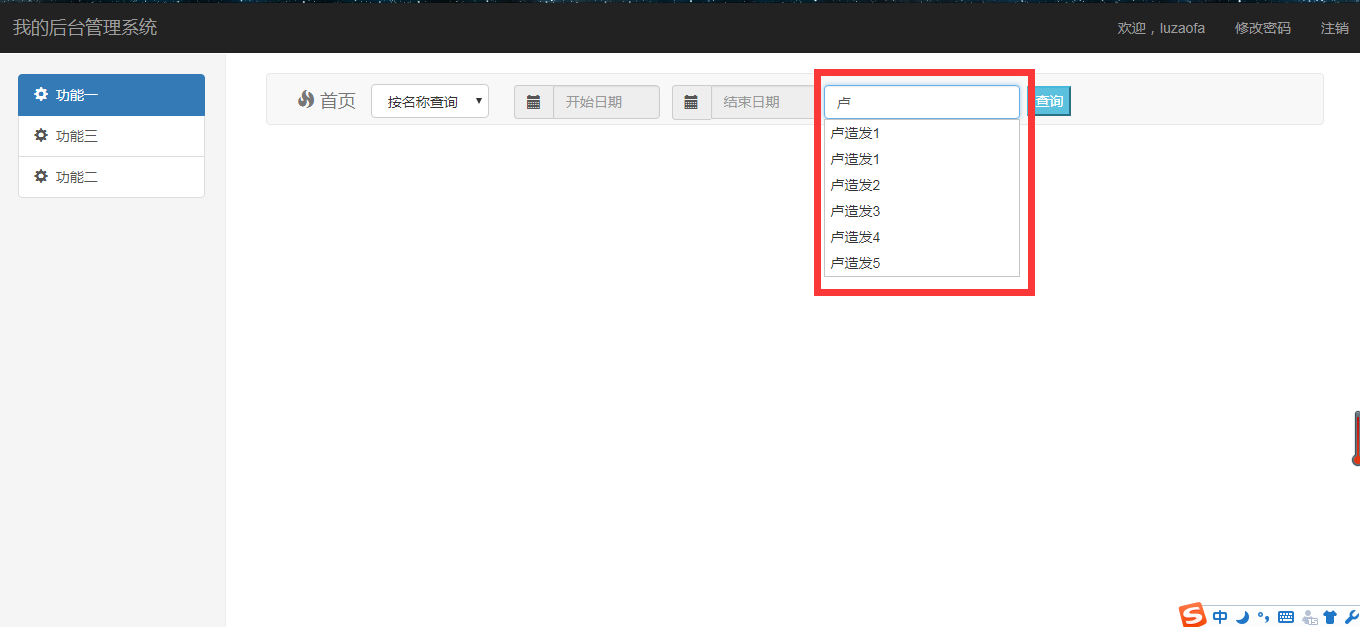 我的后台管理系统
欢迎，luzaofa 修改密码 注销
功能一
功能三
功能二
首页 按名称查询 开始日期 结束日期 卢 查询
卢造发1
卢造发1
卢造发2
卢造发3
卢造发4
卢造发5
S 中